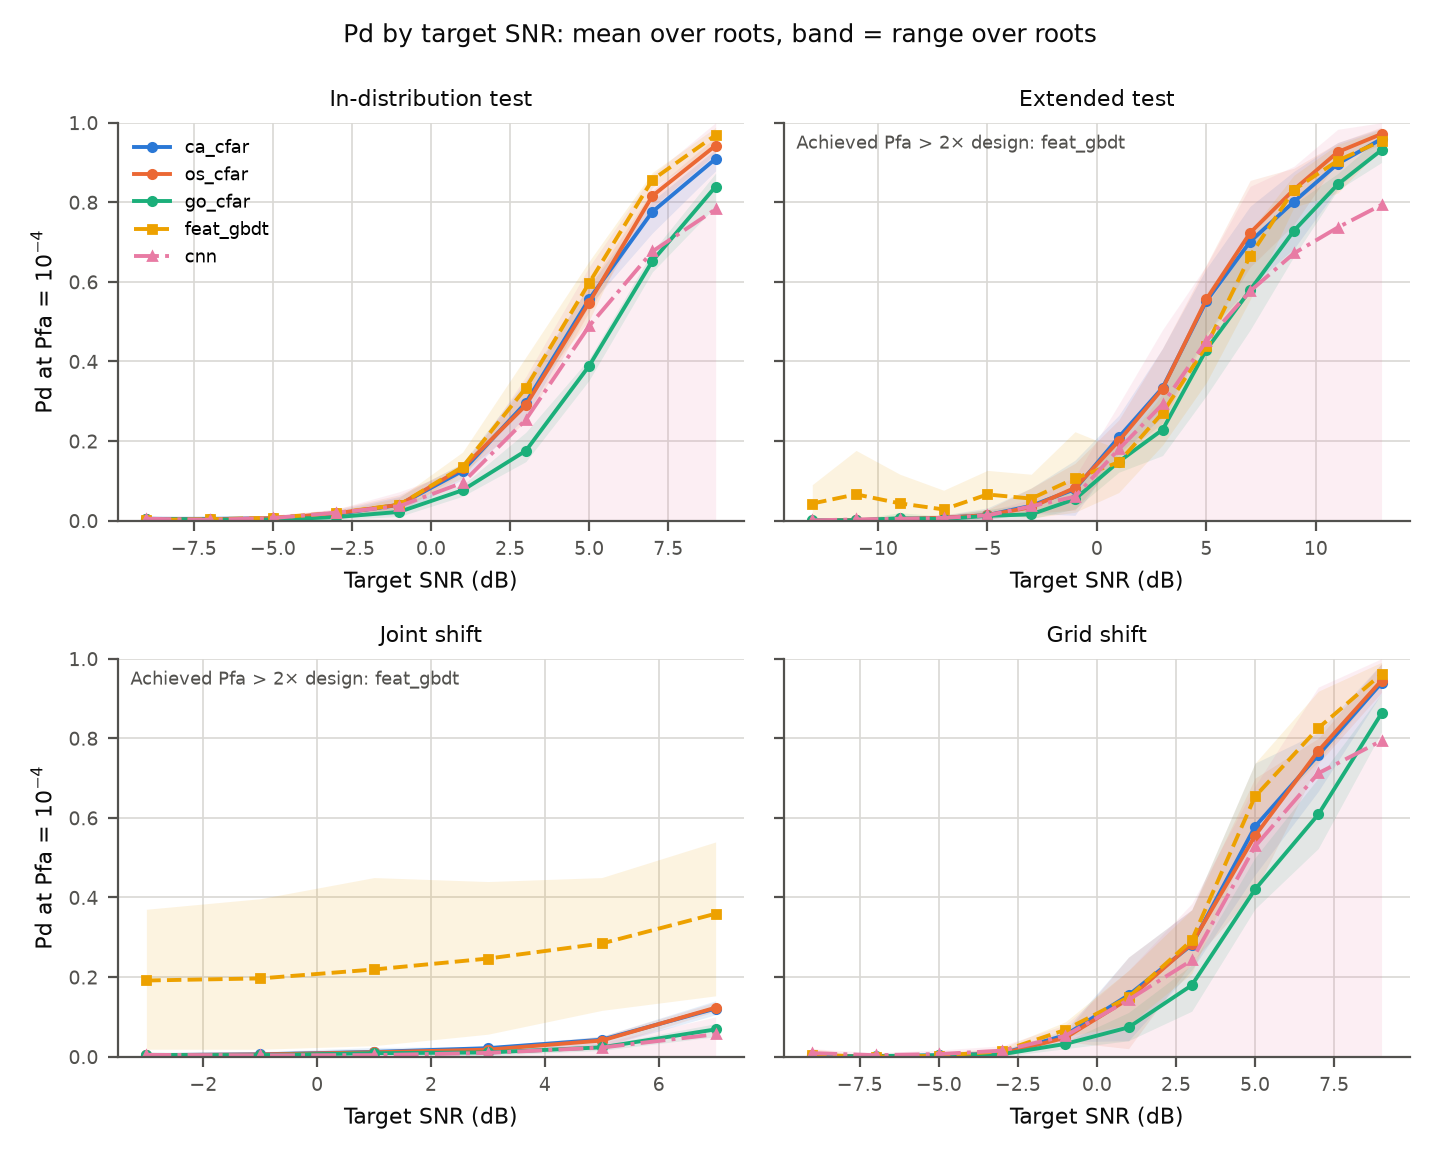 Pd by target SNR: mean over roots, band = range over roots
In-distribution test
ca_cfar
os_cfar
go_cfar
feat_gbdt
cnn
Pd at Pfa = 10⁻⁴
1.0
0.8
0.6
0.4
0.2
0.0
−7.5 −5.0 −2.5 0.0 2.5 5.0 7.5
Target SNR (dB)
Extended test
Achieved Pfa > 2× design: feat_gbdt
−10 −5 0 5 10
Target SNR (dB)
Joint shift
Achieved Pfa > 2× design: feat_gbdt
Pd at Pfa = 10⁻⁴
1.0
0.8
0.6
0.4
0.2
0.0
−2 0 2 4 6
Target SNR (dB)
Grid shift
−7.5 −5.0 −2.5 0.0 2.5 5.0 7.5
Target SNR (dB)